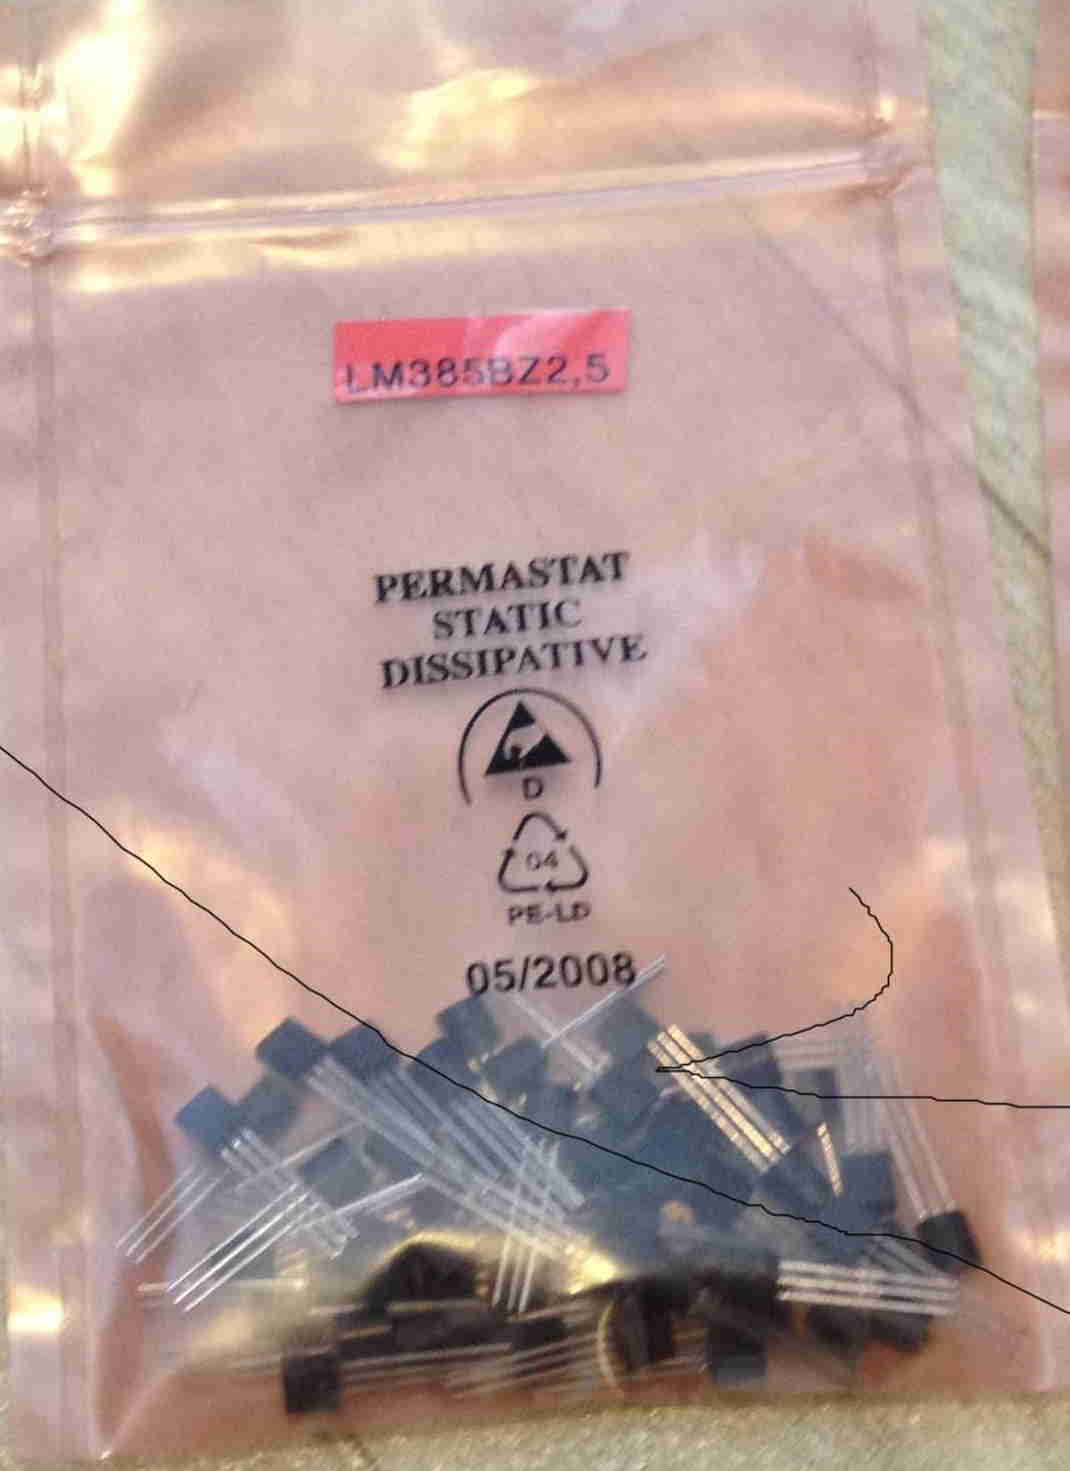 LM385BZ2,5
PERMASTAT
STATIC
DISSIPATIVE
D
04
PE-LD
05/2008